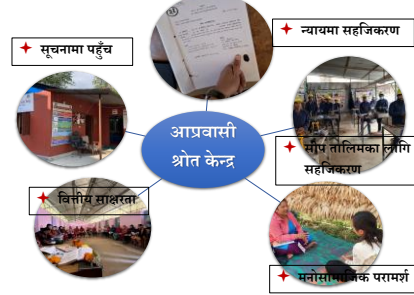 सूचनामा पहुँच
न्यायमा सहजिकरण
आप्रवासी
श्रोत केन्द्र
सीप तालिमका लागि
सहजिकरण
वित्तीय साक्षरता
मनोसामाजिक परामर्श